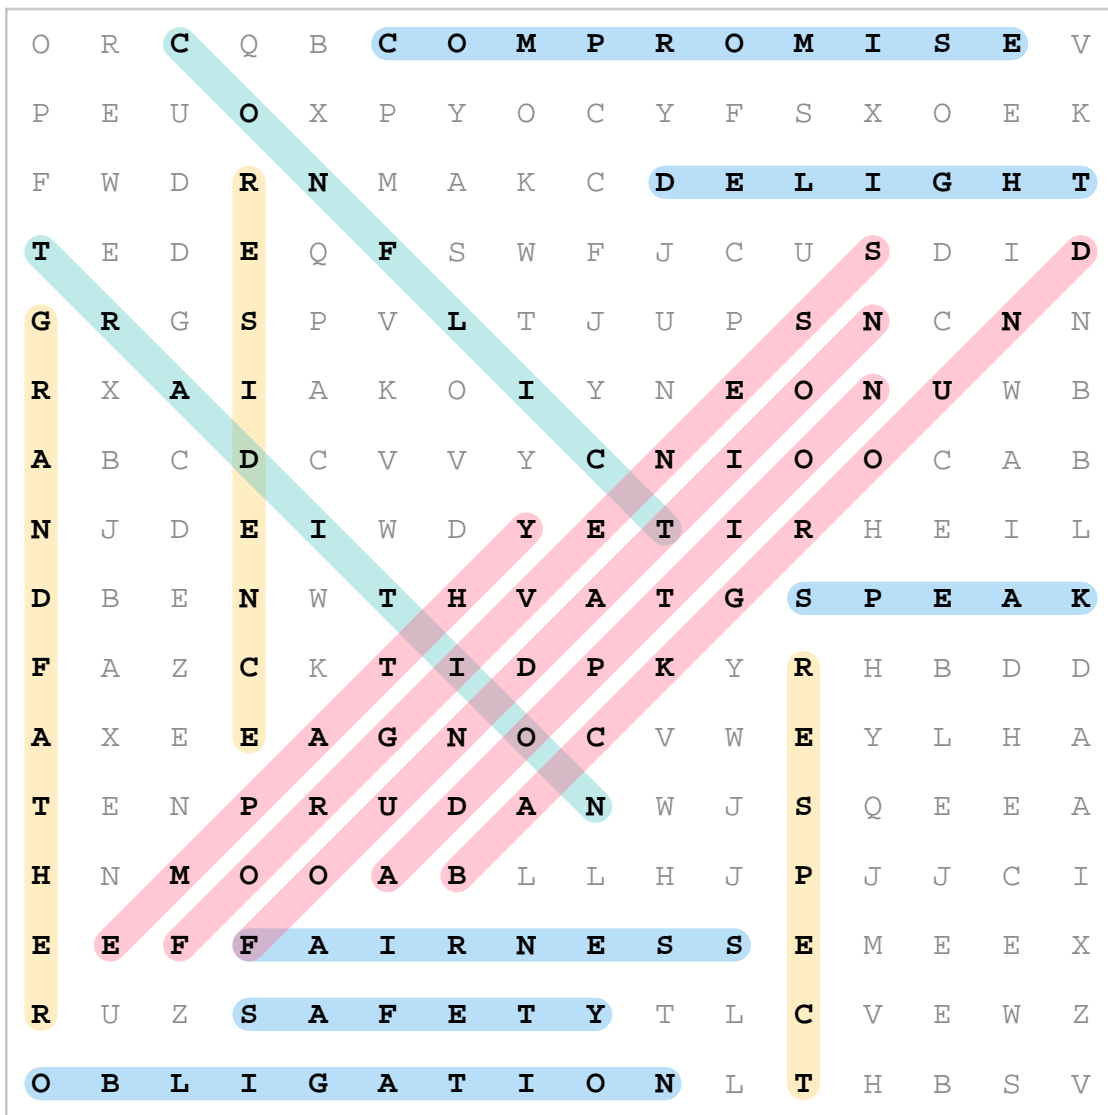 O R C Q B C O M P R O M I S E V
P E U O X P Y O C Y F S X O E K
F W D R N M A K C D E L I G H T
T E D E Q F S W F J C U S D I D
G R G S P V L T J U P S N C N N
R X A I A K O I Y N E O N U W B
A B C D C V V Y C N I O O C A B
N J D E I W D Y E T I R H E I L
D B E N W T H V A T G S P E A K
F A Z C K T I D P K Y R H B D D
A X E E A G N O C V W E Y L H A
T E N P R U D A N W J S Q E E A
H N M O O A B L L H J P J J C I
E E F F A I R N E S S E M E E X
R U Z S A F E T Y T L C V E W Z
O B L I G A T I O N L T H B S V